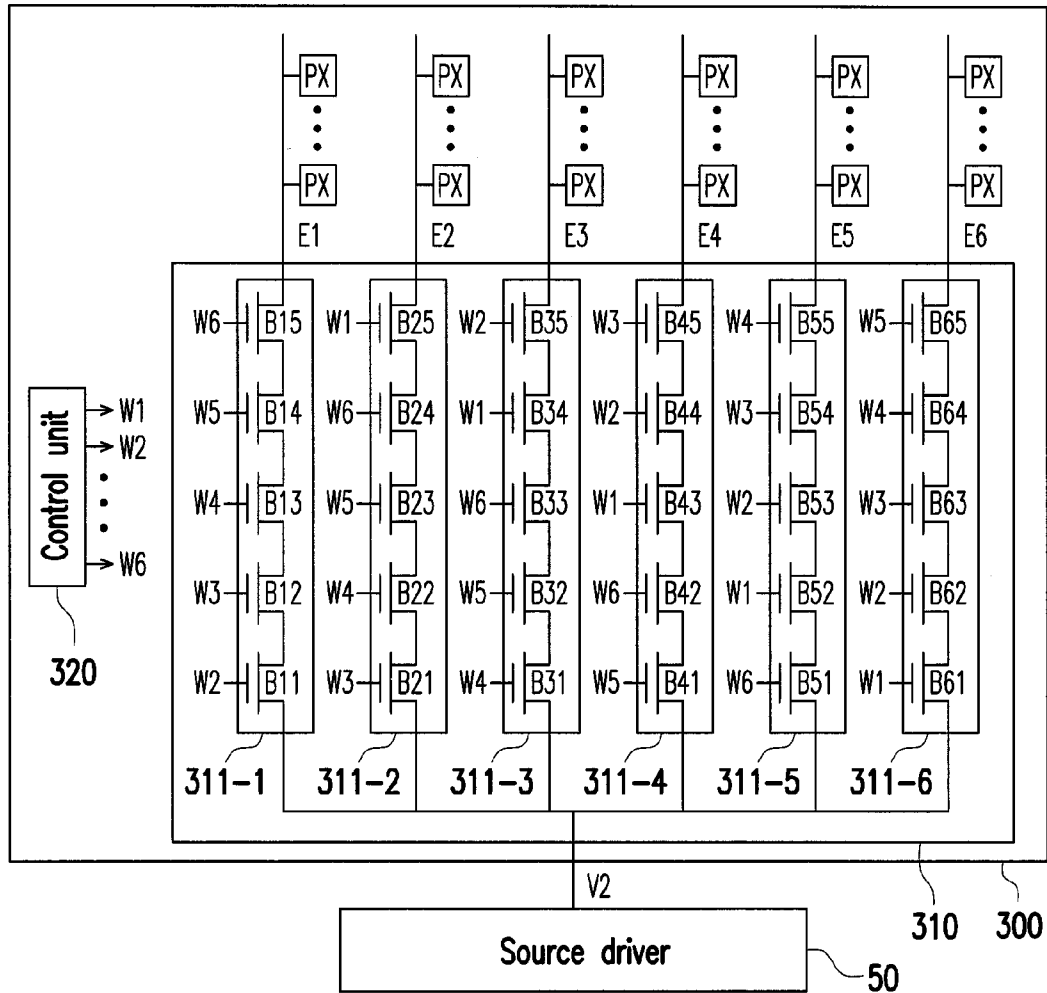 PX PX PX PX PX PX
PX PX PX PX PX PX
E1 E2 E3 E4 E5 E6
W6 B15 W1 B25 W2 B35 W3 B45 W4 B55 W5 B65
W5 B14 W6 B24 W1 B34 W2 B44 W3 B54 W4 B64
W4 B13 W5 B23 W6 B33 W1 B43 W2 B53 W3 B63
W3 B12 W4 B22 W5 B32 W6 B42 W1 B52 W2 B62
W2 B11 W3 B21 W4 B31 W5 B41 W6 B51 W1 B61
Control unit
W1
W2
W6
320
311-1 311-2 311-3 311-4 311-5 311-6
V2
310
300
Source driver
50